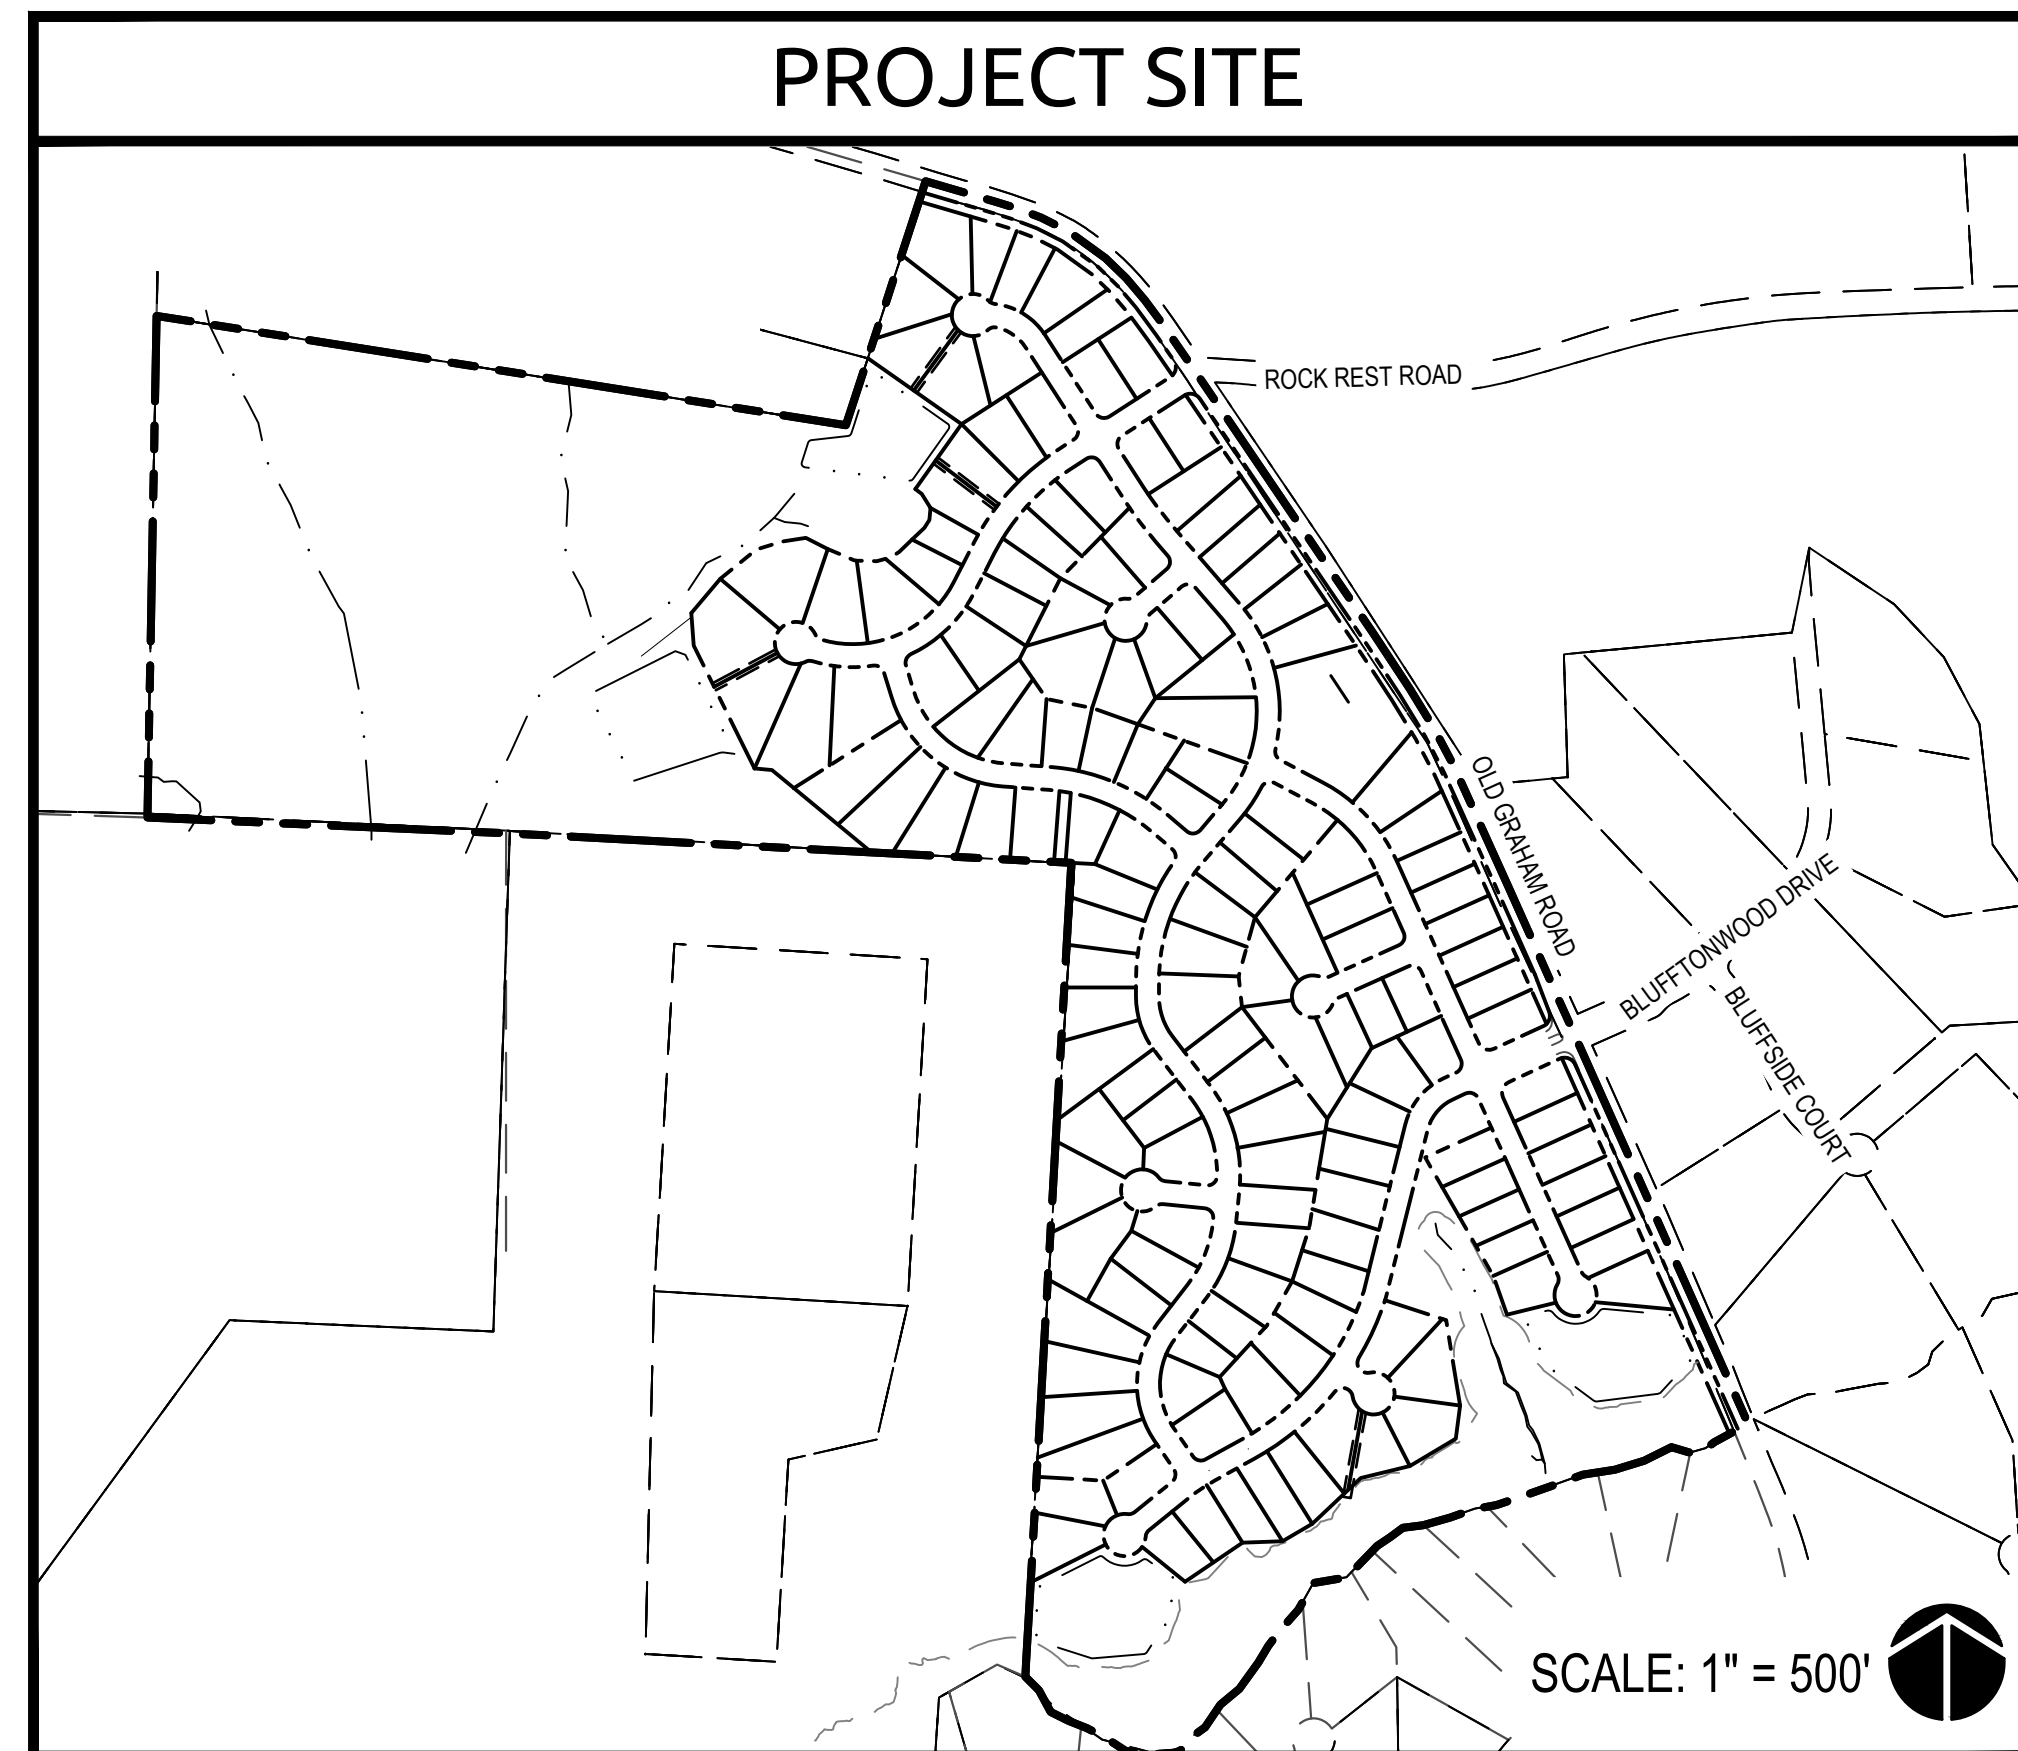 PROJECT SITE
ROCK REST ROAD
OLD GRAHAM ROAD
BLUFFTONWOOD DRIVE
BLUFFSIDE COURT
SCALE: 1" = 500'